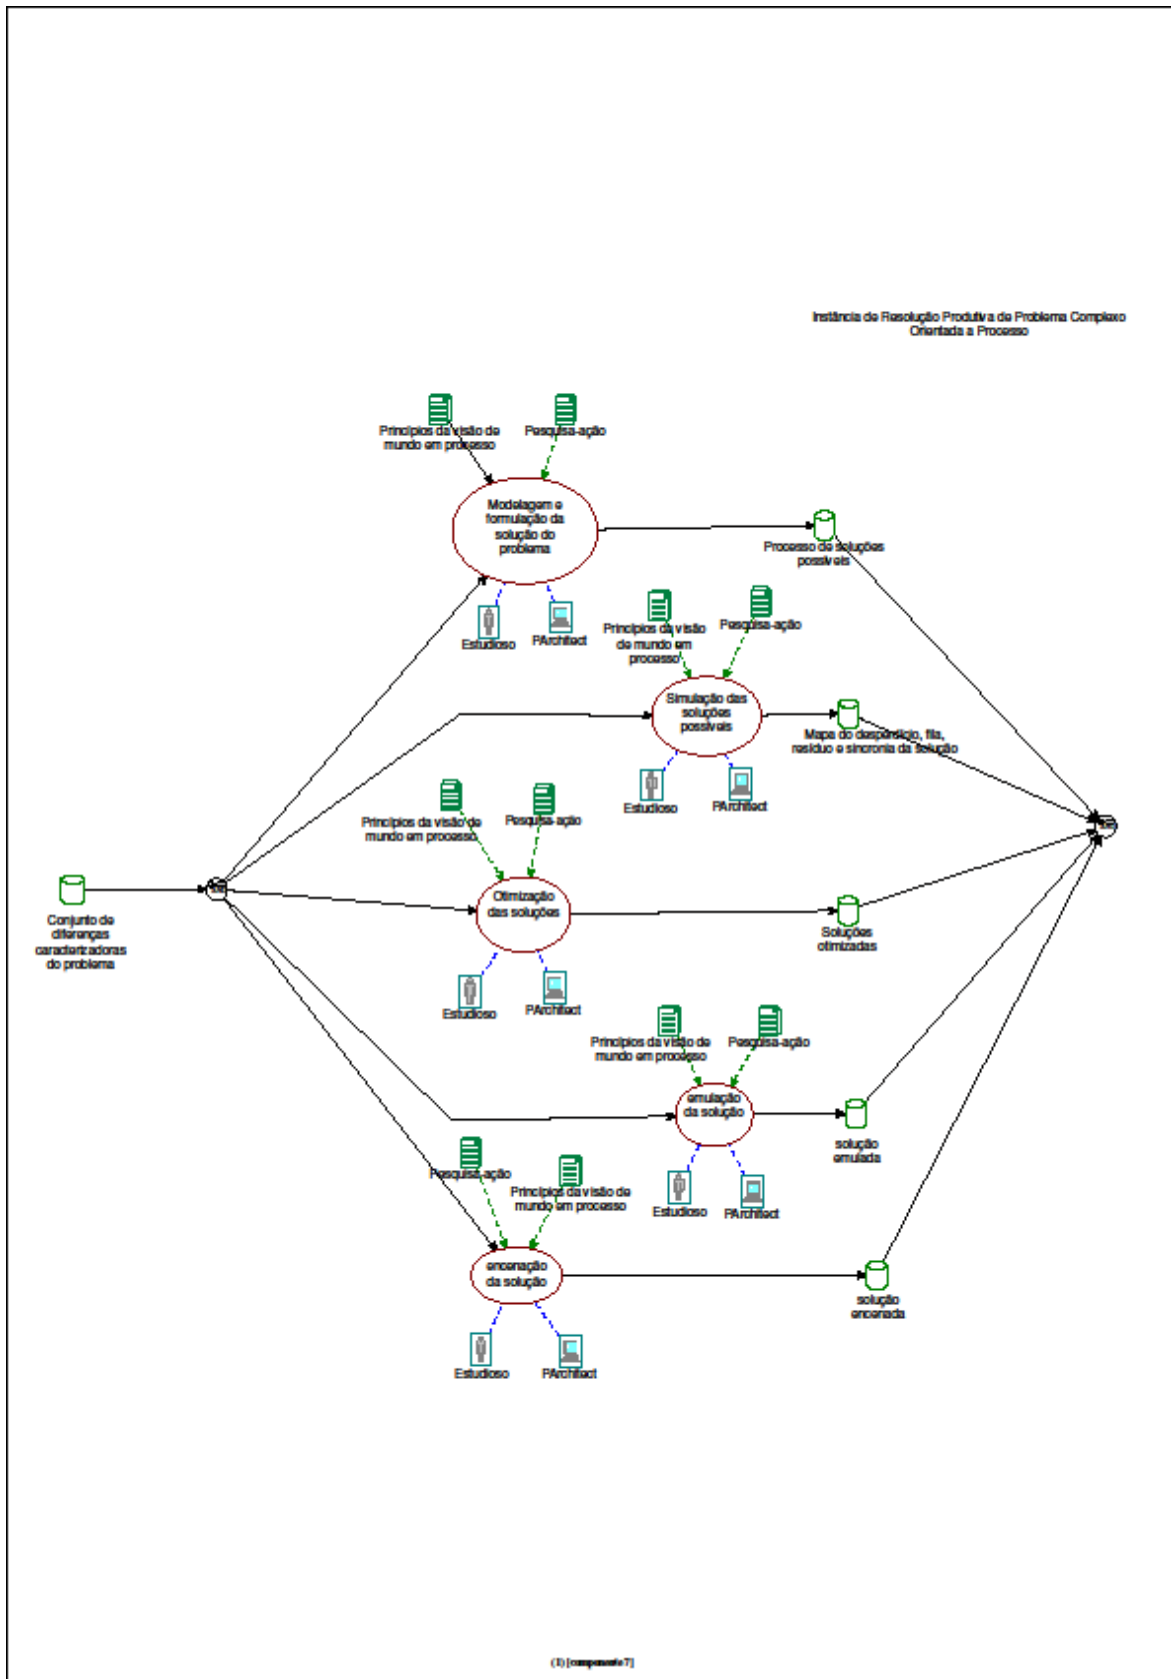 Instância de Resolução Produtiva de Problema Complexo
Orientada a Processo
Princípios da visão de
mundo em processo
Pesquisa-ação
Modelagem e
formulação da
solução do
problema
Processo de soluções
possíveis
Estudioso
PArchitect
Princípios da visão
de mundo em
processo
Pesquisa-ação
Simulação das
soluções
possíveis
Mapa do desperdício, fila,
resíduo e sincronia da solução
Estudioso
PArchitect
Princípios da visão de
mundo em processo
Pesquisa-ação
Otimização
das soluções
Soluções
otimizadas
Conjunto de
diferenças
caracterizadoras
do problema
Estudioso
PArchitect
Princípios da visão de
mundo em processo
Pesquisa-ação
emulação
da solução
solução
emulada
Estudioso
PArchitect
Pesquisa-ação
Princípios da visão de
mundo em processo
encenação
da solução
solução
encenada
Estudioso
PArchitect
(1) [componente 7]